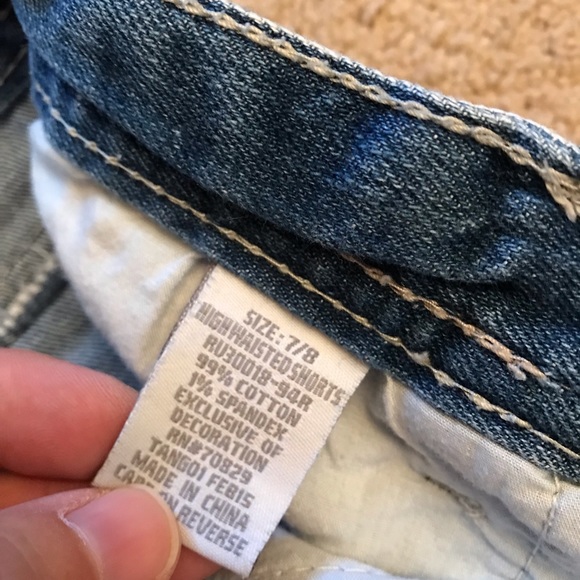 SIZE: 7/8
HIGHWAISTED SHORTS
RU30018-84R
99% COTTON
1% SPANDEX
EXCLUSIVE OF
DECORATION
RN#70829
TANGO1 FEB15
MADE IN CHINA
CARE ON REVERSE